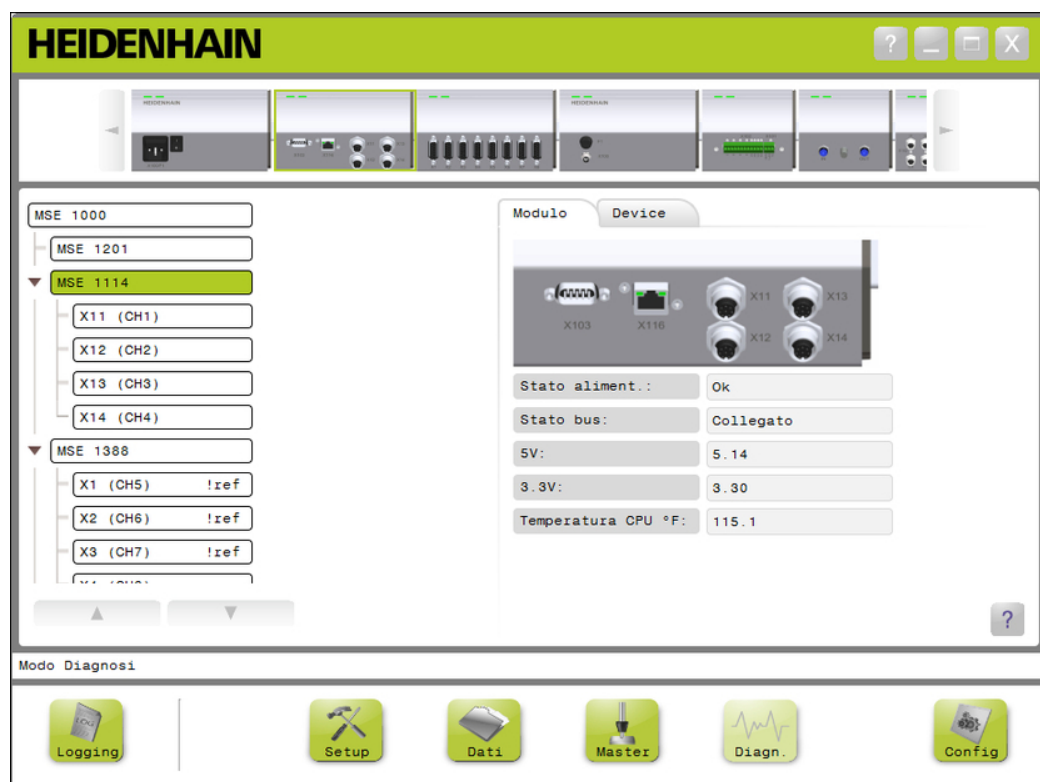 HEIDENHAIN
? _ X
HEIDENHAIN
HEIDENHAIN
MSE 1000
MSE 1201
MSE 1114
X11 (CH1)
X12 (CH2)
X13 (CH3)
X14 (CH4)
MSE 1388
X1 (CH5) !ref
X2 (CH6) !ref
X3 (CH7) !ref
Modulo Device
X103 X116 X11 X13
X12 X14
Stato aliment.: Ok
Stato bus: Collegato
5V: 5.14
3.3V: 3.30
Temperatura CPU °F: 115.1
?
Modo Diagnosi
LOG
Logging Setup Dati Master Diagn. Config